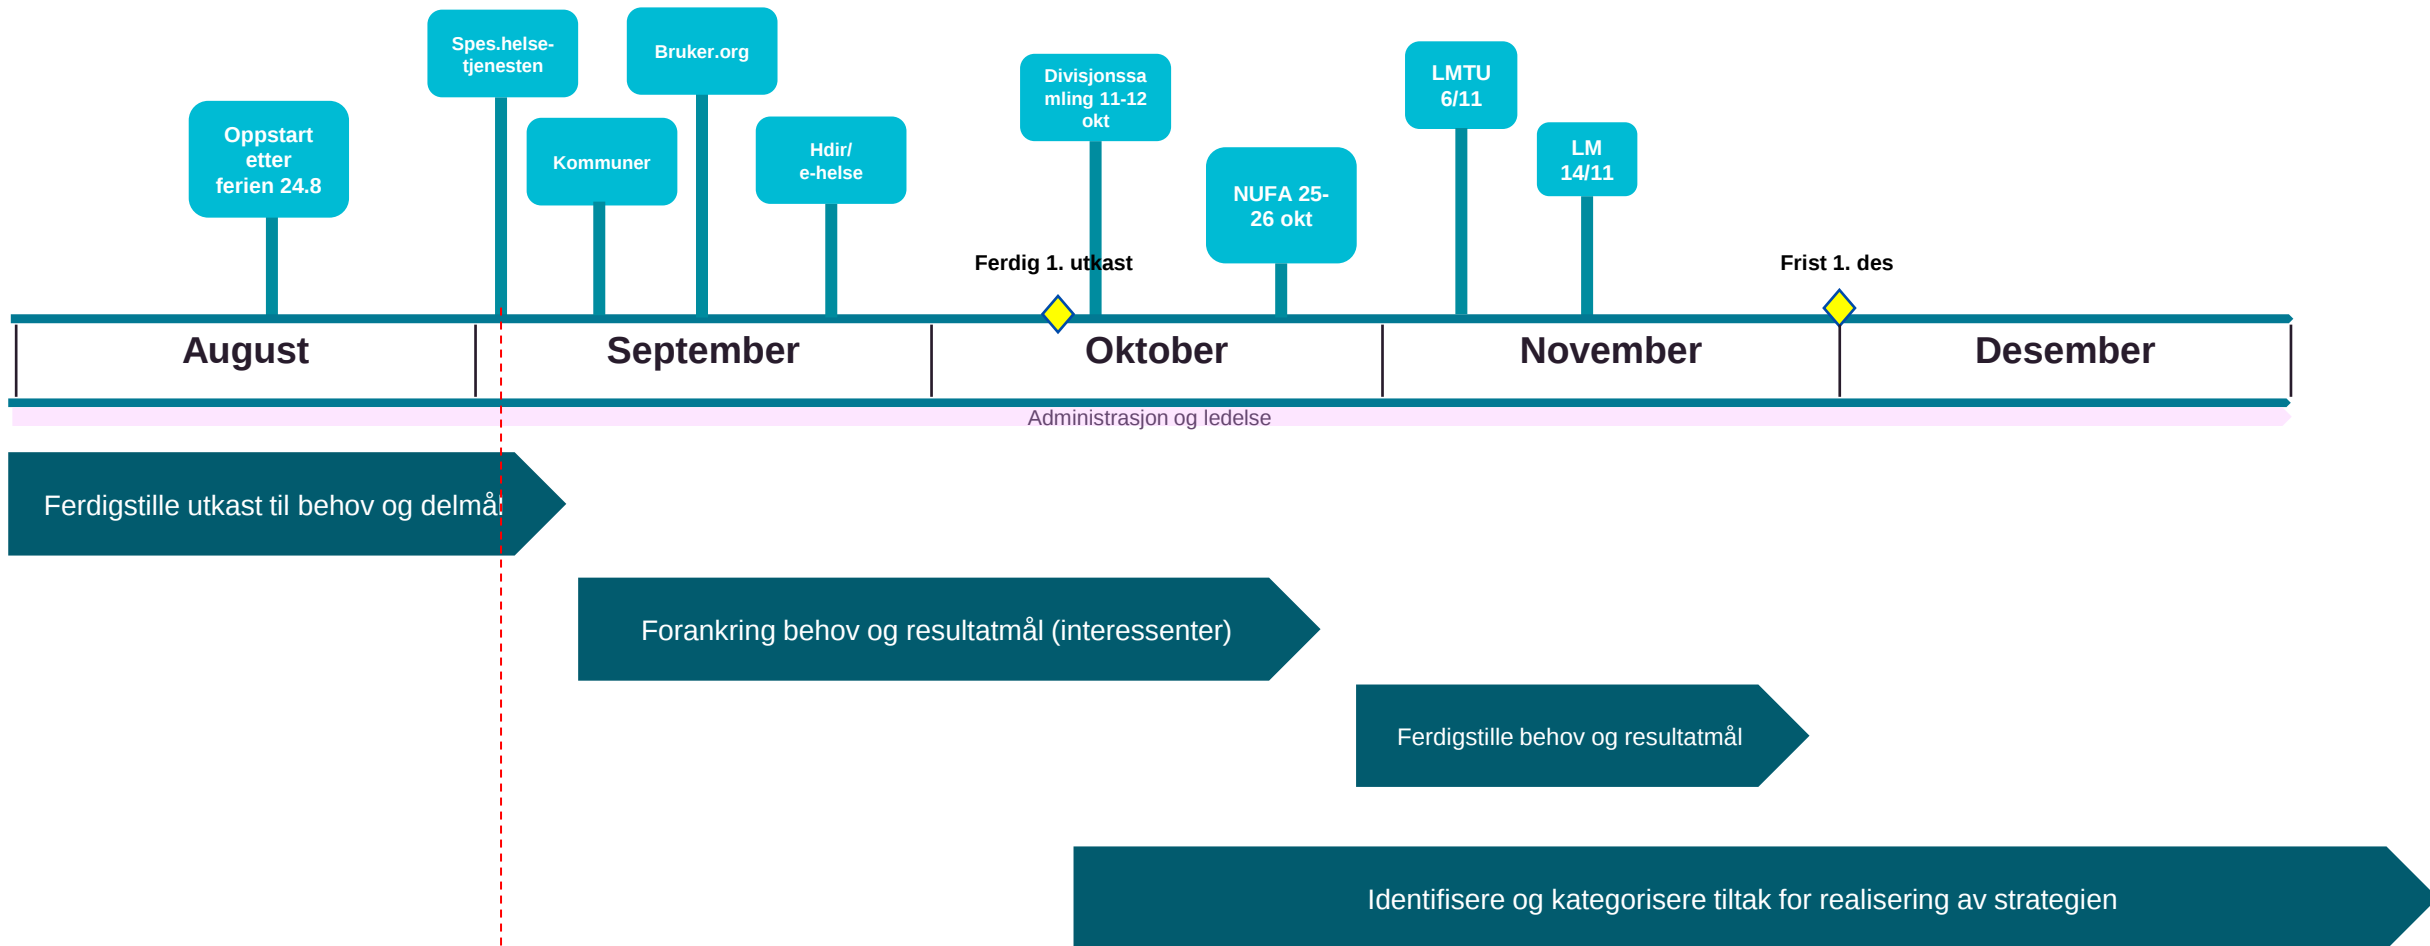 Spes.helse-
tjenesten
Bruker.org
Divisjonssa
mling 11-12
okt
LMTU
6/11
Oppstart
etter
ferien 24.8
Kommuner
Hdir/
e-helse
NUFA 25-
26 okt
LM
14/11
Ferdig 1. utkast
Frist 1. des
August
September
Oktober
November
Desember
Administrasjon og ledelse
Ferdigstille utkast til behov og delmål
Forankring behov og resultatmål (interessenter)
Ferdigstille behov og resultatmål
Identifisere og kategorisere tiltak for realisering av strategien